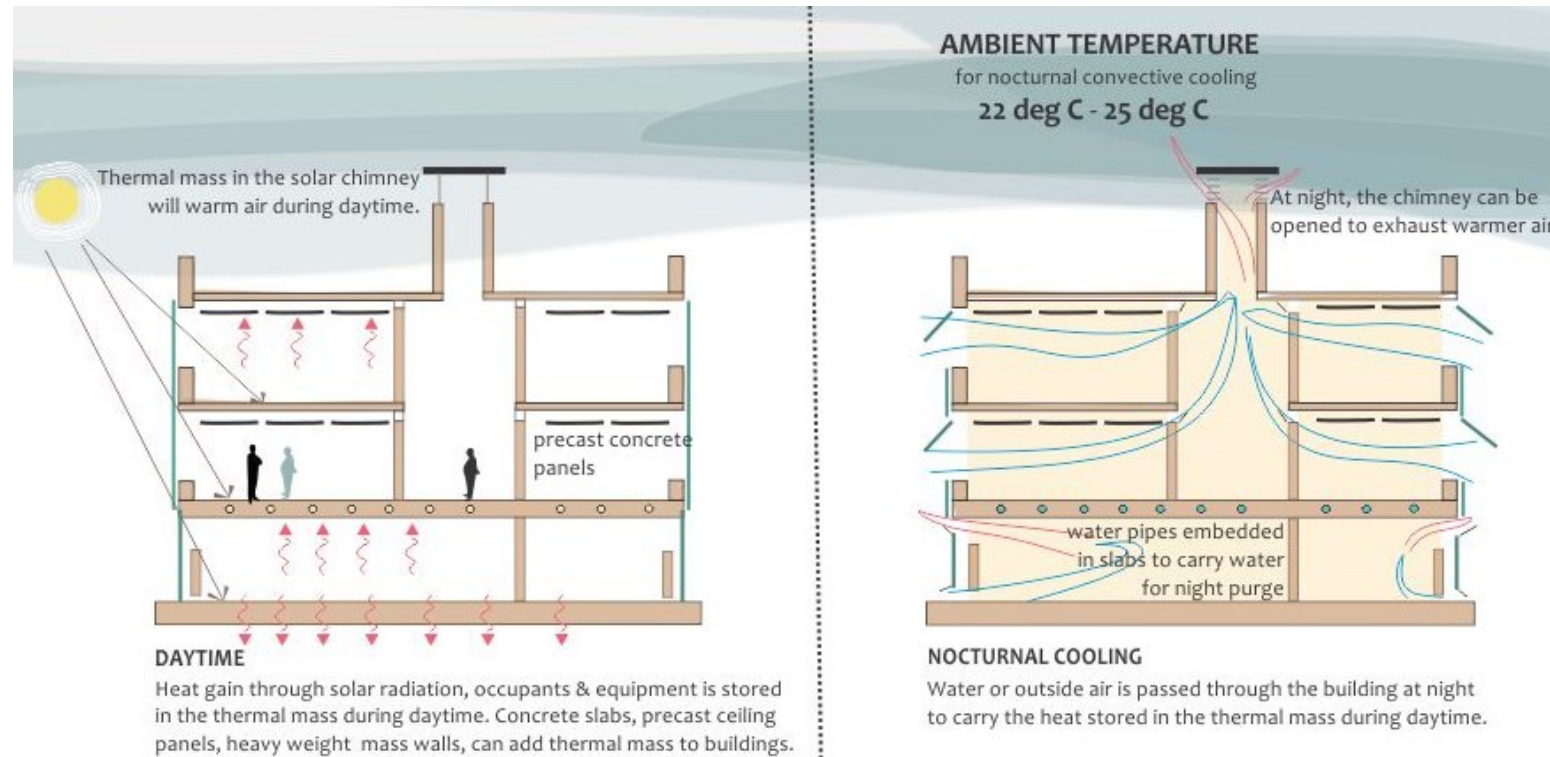 Thermal mass in the solar chimney
will warm air during daytime.
precast concrete
panels
DAYTIME
Heat gain through solar radiation, occupants & equipment is stored
in the thermal mass during daytime. Concrete slabs, precast ceiling
panels, heavy weight mass walls, can add thermal mass to buildings.
AMBIENT TEMPERATURE
for nocturnal convective cooling
22 deg C - 25 deg C
At night, the chimney can be
opened to exhaust warmer air
water pipes embedded
in slabs to carry water
for night purge
NOCTURNAL COOLING
Water or outside air is passed through the building at night
to carry the heat stored in the thermal mass during daytime.